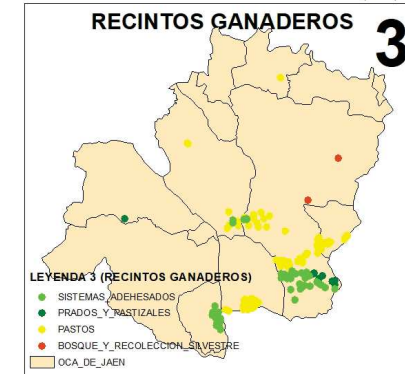 RECINTOS GANADEROS
3
LEYENDA 3 (RECINTOS GANADEROS)
SISTEMAS_ADEHESADOS
PRADOS_Y_PASTIZALES
PASTOS
BOSQUE_Y_RECOLECCION_SILVESTRE
OCA_DE_JAEN